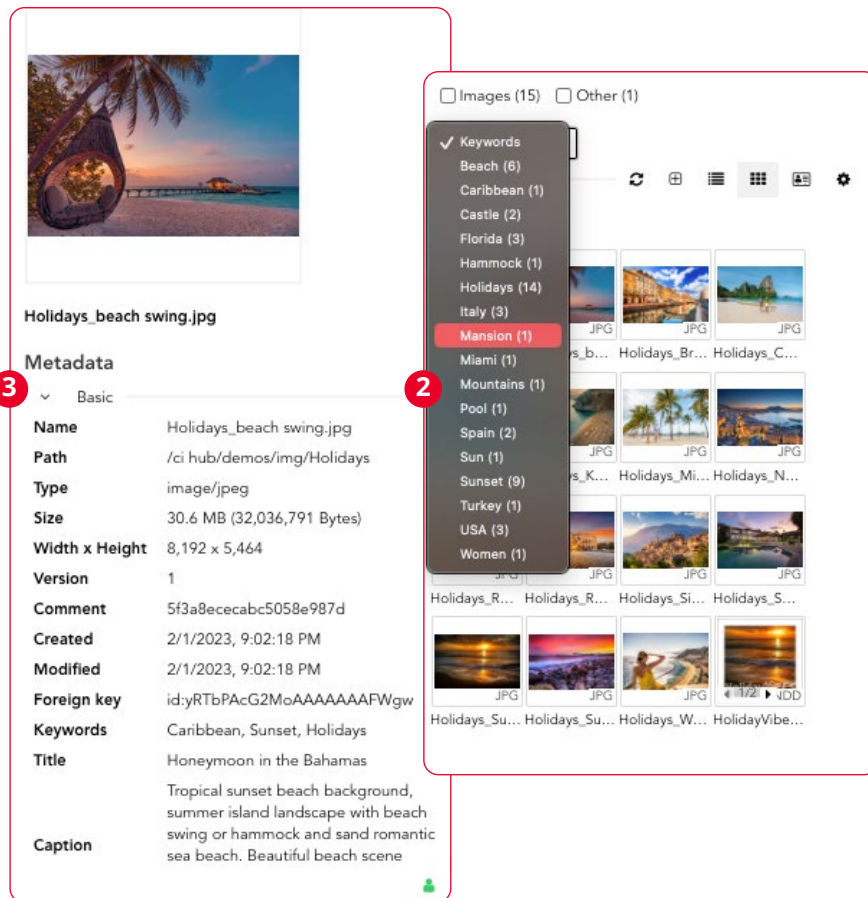 Holidays_beach swing.jpg
Metadata
3
Basic
Name Holidays_beach swing.jpg
Path /ci hub/demos/img/Holidays
Type image/jpeg
Size 30.6 MB (32,036,791 Bytes)
Width x Height 8,192 x 5,464
Version 1
Comment 5f3a8ececabc5058e987d
Created 2/1/2023, 9:02:18 PM
Modified 2/1/2023, 9:02:18 PM
Foreign key id:yRTbPAcG2MoAAAAAAAFWgw
Keywords Caribbean, Sunset, Holidays
Title Honeymoon in the Bahamas
Caption Tropical sunset beach background,
summer island landscape with beach
swing or hammock and sand romantic
sea beach. Beautiful beach scene
Images (15) Other (1)
2
Keywords
Beach (6)
Caribbean (1)
Castle (2)
Florida (3)
Hammock (1)
Holidays (14)
Italy (3)
Mansion (1)
Miami (1)
Mountains (1)
Pool (1)
Spain (2)
Sun (1)
Sunset (9)
Turkey (1)
USA (3)
Women (1)
JPG JPG JPG
s_b... Holidays_Br... Holidays_C...
JPG JPG JPG
s_K... Holidays_Mi... Holidays_N...
JPG JPG JPG JPG
Holidays_R... Holidays_R... Holidays_Si... Holidays_S...
JPG JPG JPG 1/2
Holidays_Su... Holidays_Su... Holidays_W... HolidayVibe...